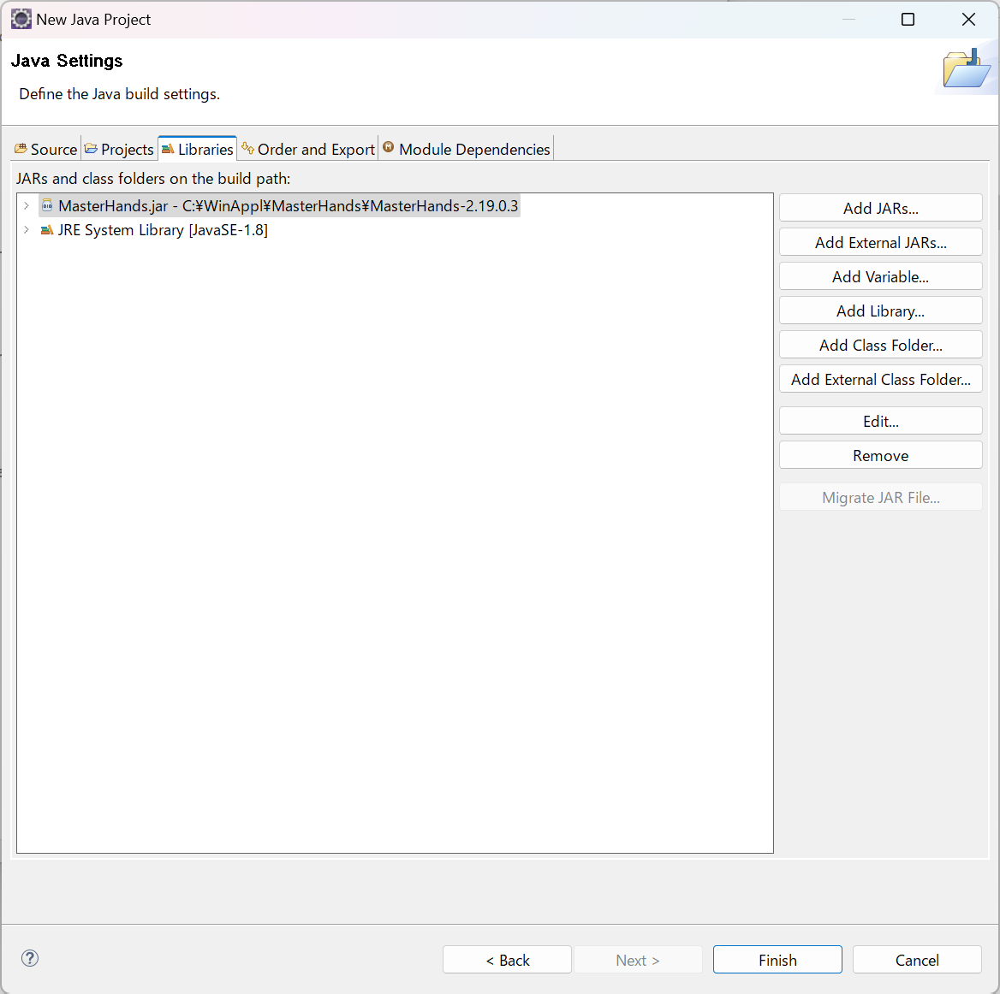 New Java Project
Java Settings
Define the Java build settings.
Source Projects Libraries Order and Export Module Dependencies
JARs and class folders on the build path:
MasterHands.jar - C:¥WinAppl¥MasterHands¥MasterHands-2.19.0.3
JRE System Library [JavaSE-1.8]
Add JARs...
Add External JARs...
Add Variable...
Add Library...
Add Class Folder...
Add External Class Folder...
Edit...
Remove
Migrate JAR File...
< Back Next > Finish Cancel